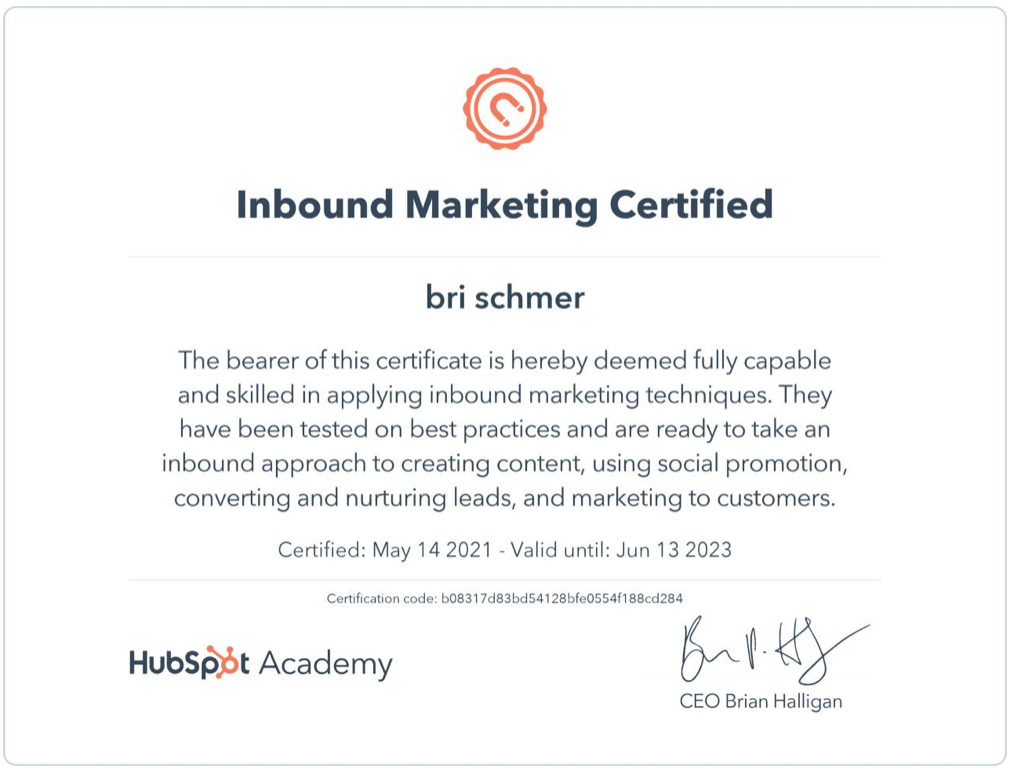 Inbound Marketing Certified
bri schmer
The bearer of this certificate is hereby deemed fully capable
and skilled in applying inbound marketing techniques. They
have been tested on best practices and are ready to take an
inbound approach to creating content, using social promotion,
converting and nurturing leads, and marketing to customers.
Certified: May 14 2021 - Valid until: Jun 13 2023
Certification code: b08317d83bd54128bfe0554f188cd284
HubSpot Academy
CEO Brian Halligan